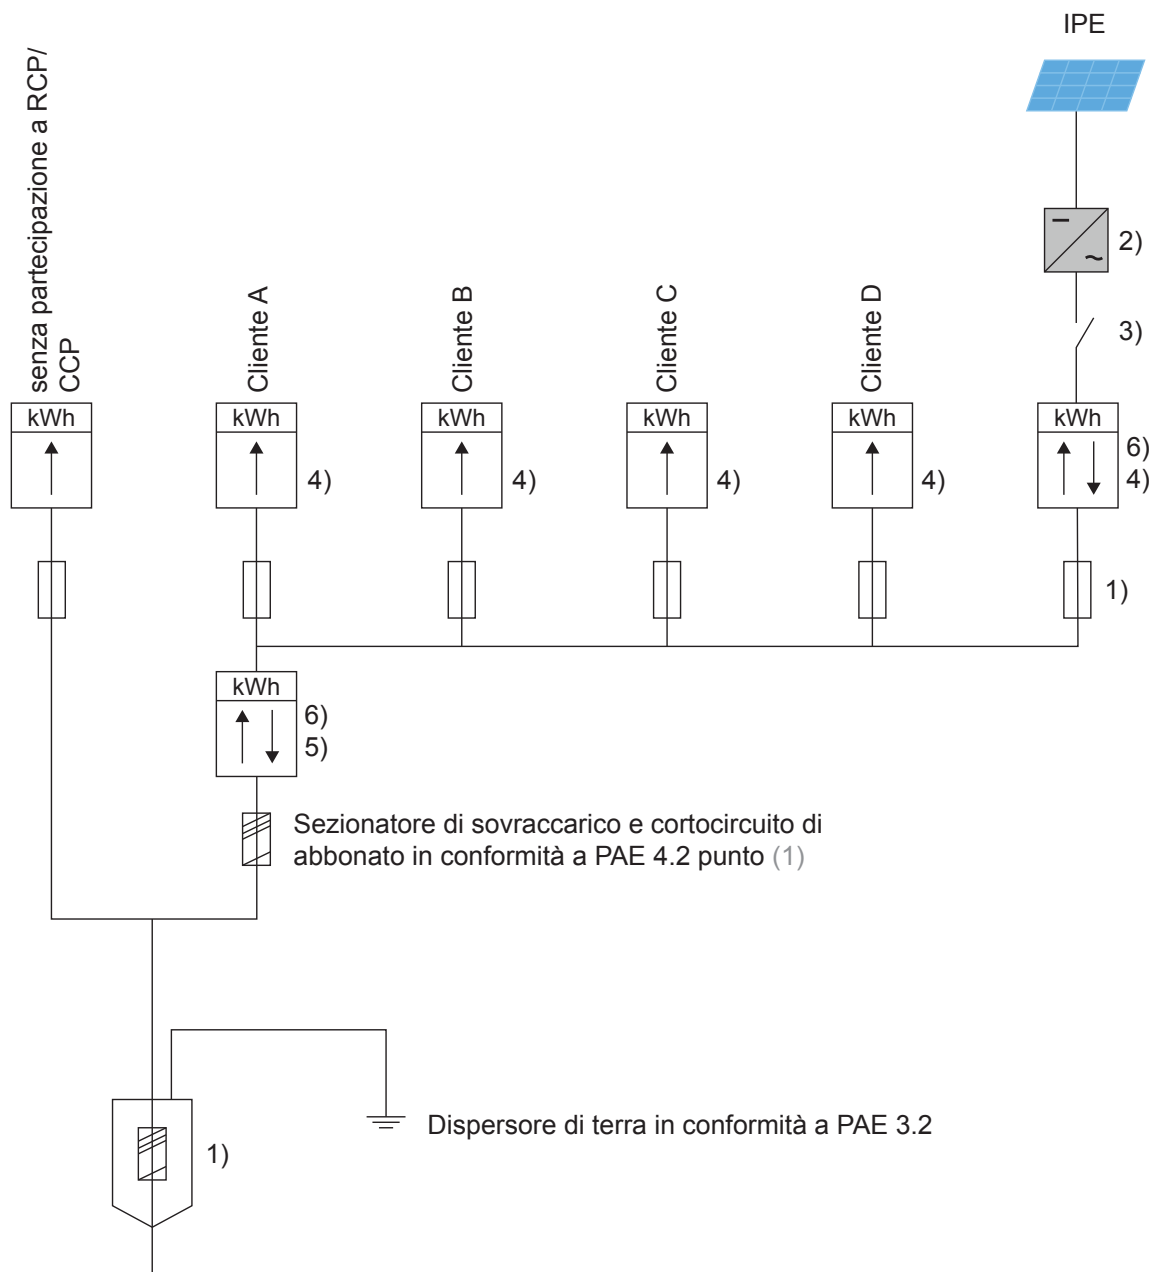 IPE
senza partecipazione a RCP/
CCP
Cliente A
Cliente B
Cliente C
Cliente D
2)
3)
kWh
kWh
kWh
kWh
kWh
kWh
4)
4)
4)
4)
6)
4)
1)
kWh
6)
5)
Sezionatore di sovraccarico e cortocircuito di
abbonato in conformità a PAE 4.2 punto (1)
Dispersore di terra in conformità a PAE 3.2
1)